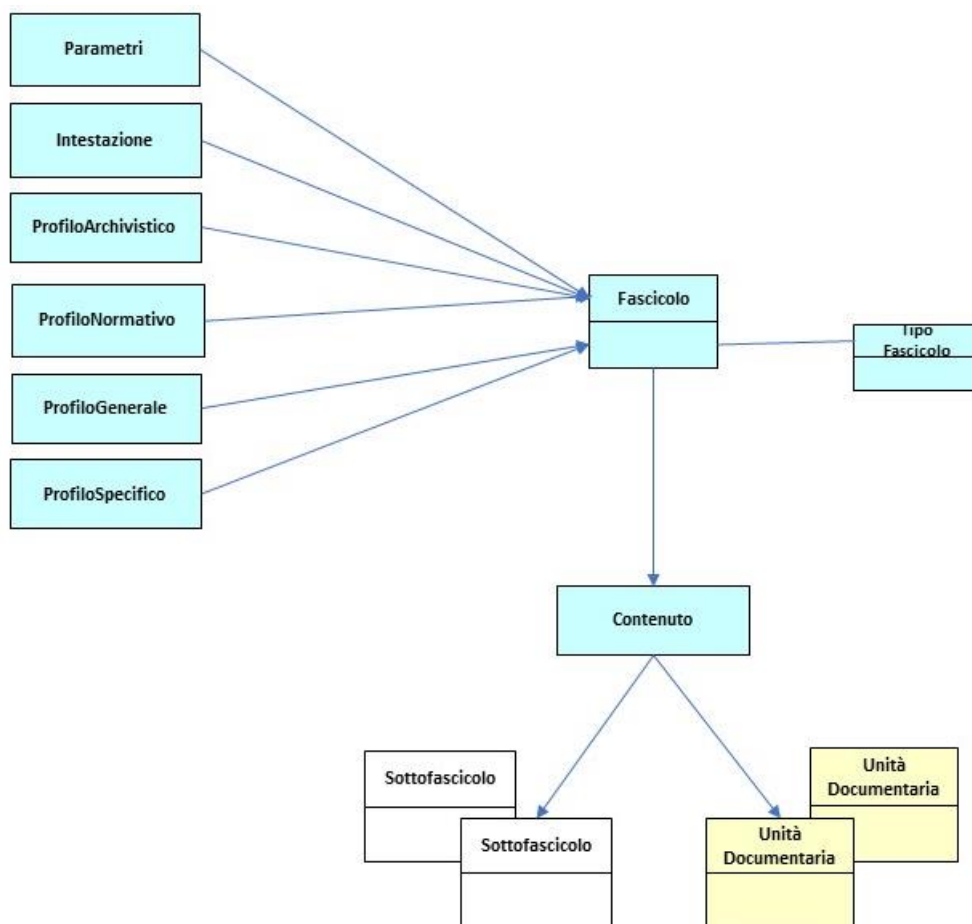 Parametri
Intestazione
ProfiloArchivistico
ProfiloNormativo
ProfiloGenerale
ProfiloSpecifico
Fascicolo
Tipo
Fascicolo
Contenuto
Sottofascicolo
Sottofascicolo
Unità
Documentaria
Unità
Documentaria